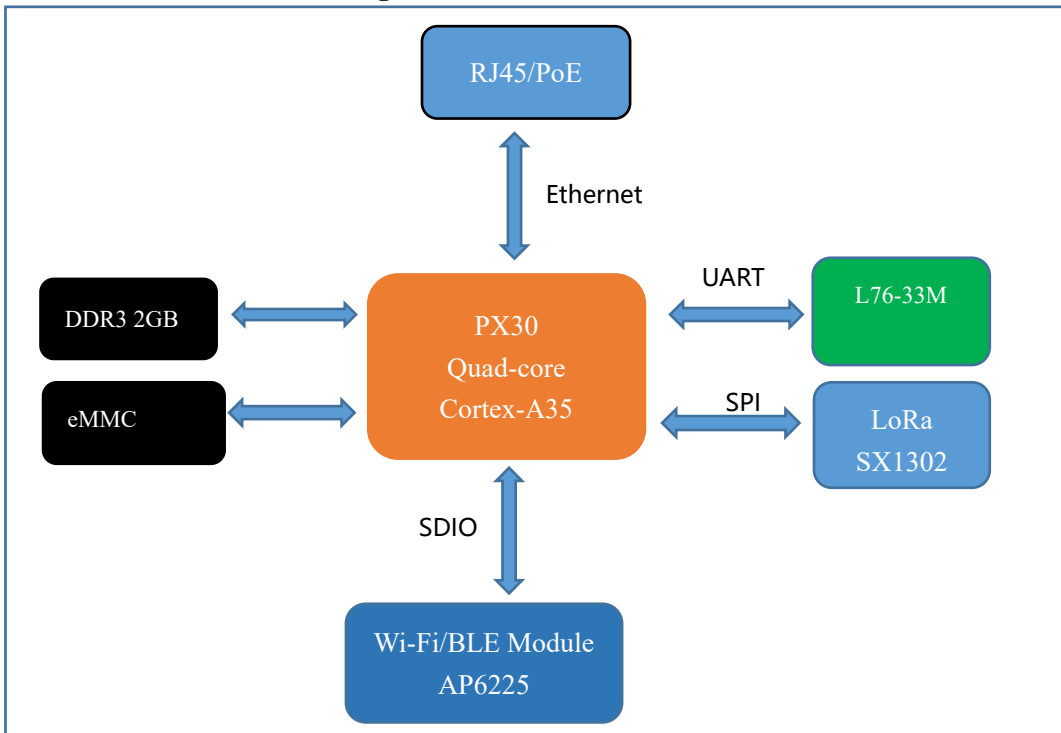 RJ45/PoE
Ethernet
DDR3 2GB
eMMC
PX30
Quad-core
Cortex-A35
UART
L76-33M
SPI
LoRa
SX1302
SDIO
Wi-Fi/BLE Module
AP6225